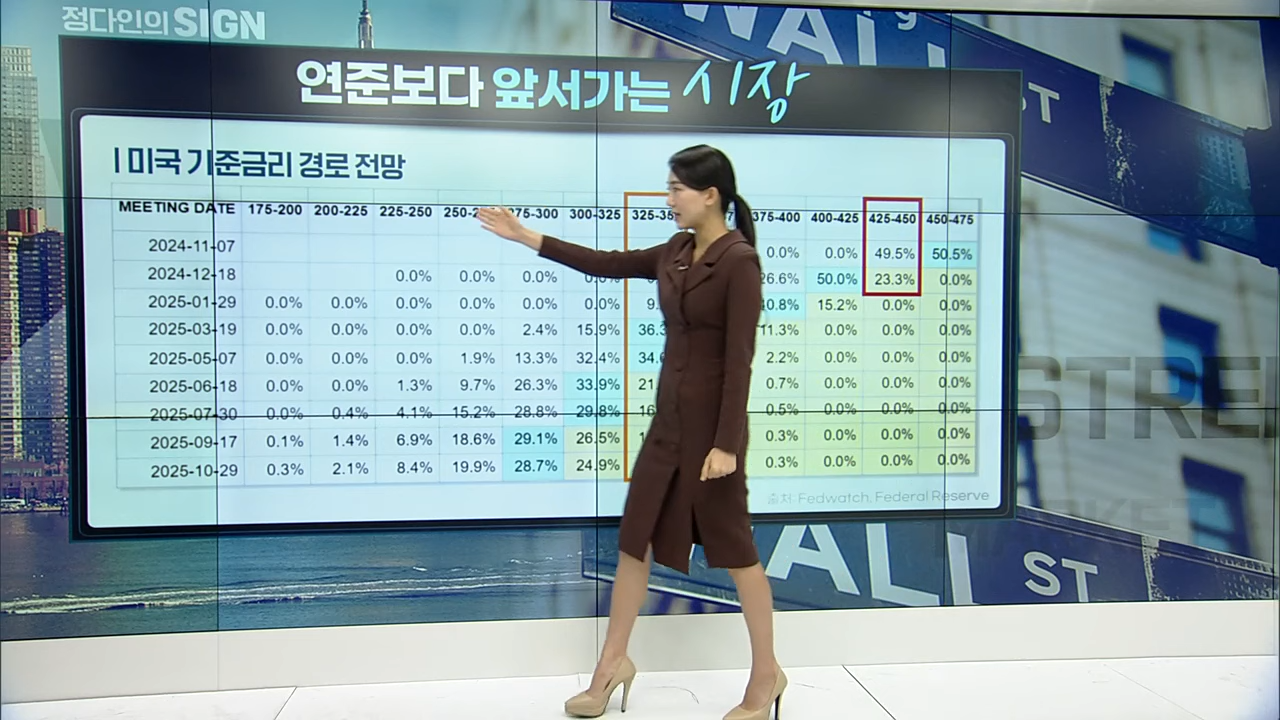 정다인의 SIGN
연준보다 앞서가는 시장
미국 기준금리 경로 전망
MEETING DATE 175-200 200-225 225-250 300-325 375-400 400-425 425-450 450-475
2024-11-07 0.0% 0.0% 49.5% 50.5%
2024-12-18 0.0% 0.0% 0.0% 26.6% 50.0% 23.3% 0.0%
2025-01-29 0.0% 0.0% 0.0% 0.0% 0.0% 0.0% 15.2% 0.0% 0.0%
2025-03-19 0.0% 0.0% 0.0% 0.0% 2.4% 15.9% 11.3% 0.0% 0.0% 0.0%
2025-05-07 0.0% 0.0% 0.0% 1.9% 13.3% 32.4% 2.2% 0.0% 0.0% 0.0%
2025-06-18 0.0% 0.0% 1.3% 9.7% 26.3% 33.9% 0.7% 0.0% 0.0% 0.0%
2025-07-30 0.0% 0.4% 4.1% 15.2% 28.8% 29.8% 0.5% 0.0% 0.0% 0.0%
2025-09-17 0.1% 1.4% 6.9% 18.6% 29.1% 26.5% 0.3% 0.0% 0.0% 0.0%
2025-10-29 0.3% 2.1% 8.4% 19.9% 28.7% 24.9% 0.3% 0.0% 0.0% 0.0%
출처: Fedwatch, Federal Reserve
WALL ST
WALL ST